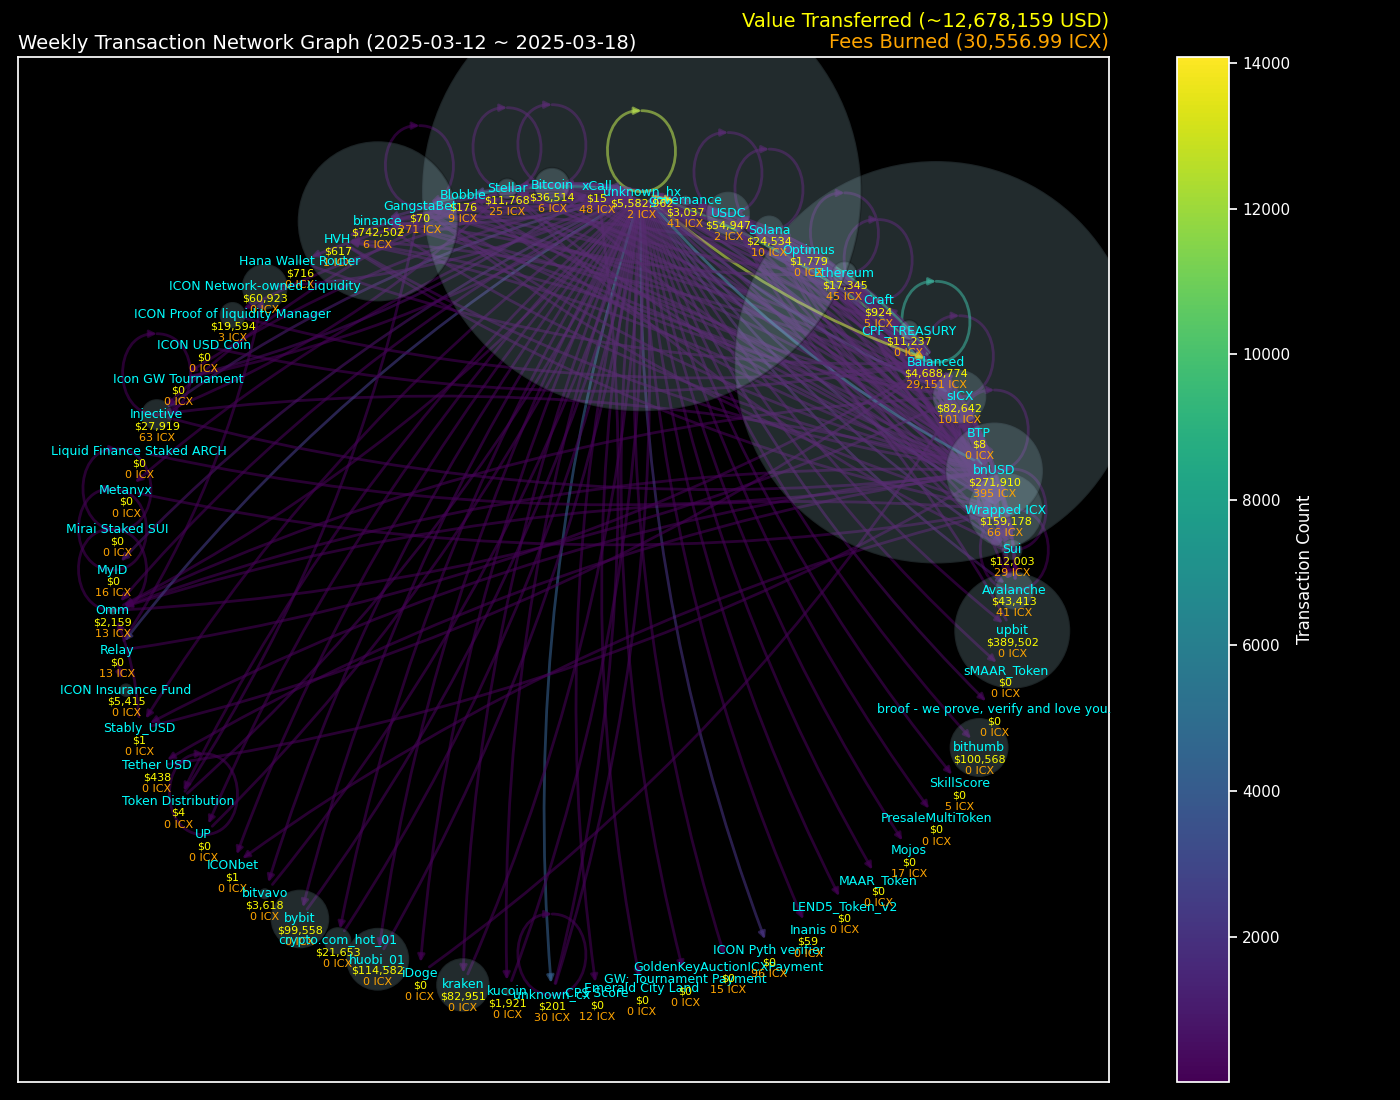 Value Transferred (~12,678,159 USD)
Weekly Transaction Network Graph (2025-03-12 ~ 2025-03-18)
Fees Burned (30,556.99 ICX)
unknown_hx
2 ICX
xCall
$15
48 ICX
Bitcoin
$36,514
6 ICX
Stellar
$11,768
25 ICX
Blobble
$176
9 ICX
$70
271 ICX
binance
$742,502
6 ICX
HVH
$617
Hana Wallet Router
$716
0 ICX
ICON Network-owned Liquidity
$60,923
0 ICX
ICON Proof of liquidity Manager
$19,594
3 ICX
ICON USD Coin
$0
0 ICX
Icon GW Tournament
$0
0 ICX
Injective
$27,919
63 ICX
Liquid Finance Staked ARCH
$0
0 ICX
Metanyx
$0
0 ICX
Mirai Staked SUI
$0
0 ICX
MyID
$0
16 ICX
Omm
$2,159
13 ICX
Relay
$0
13 ICX
ICON Insurance Fund
$5,415
0 ICX
Stably_USD
$1
0 ICX
Tether USD
$438
0 ICX
Token Distribution
$4
0 ICX
UP
$0
0 ICX
ICONbet
$1
0 ICX
bitvavo
$3,618
0 ICX
bybit
$99,558
0 ICX
crypto.com_hot_01
$21,653
0 ICX
huobi_01
$114,582
0 ICX
iDoge
$0
0 ICX
kraken
$82,951
0 ICX
kucoin
$1,921
0 ICX
unknown_cx
$201
30 ICX
CPS Score
$0
12 ICX
Emerald City Land
$0
0 ICX
GW: Tournament Payment
$0
0 ICX
GoldenKeyAuctionICXPayment
$0
15 ICX
ICON Pyth verifier
$0
96 ICX
Inanis
$59
0 ICX
LEND5_Token_V2
$0
0 ICX
MAAR_Token
$0
0 ICX
Mojos
$0
17 ICX
PresaleMultiToken
$0
0 ICX
SkillScore
$0
5 ICX
bithumb
$100,568
0 ICX
broof - we prove, verify and love you
$0
0 ICX
sMAAR_Token
$0
0 ICX
upbit
$389,502
0 ICX
Avalanche
$43,413
41 ICX
Sui
$12,003
29 ICX
Wrapped ICX
$159,178
66 ICX
bnUSD
$271,910
395 ICX
BTP
$8
0 ICX
sICX
$82,642
101 ICX
Balanced
$4,688,774
29,151 ICX
CPF_TREASURY
$11,237
0 ICX
Craft
$924
5 ICX
Ethereum
$17,345
45 ICX
Optimus
$1,779
0 ICX
Solana
$24,534
10 ICX
USDC
$54,947
2 ICX
Governance
$3,037
41 ICX
14000
12000
10000
8000
6000
4000
2000
Transaction Count